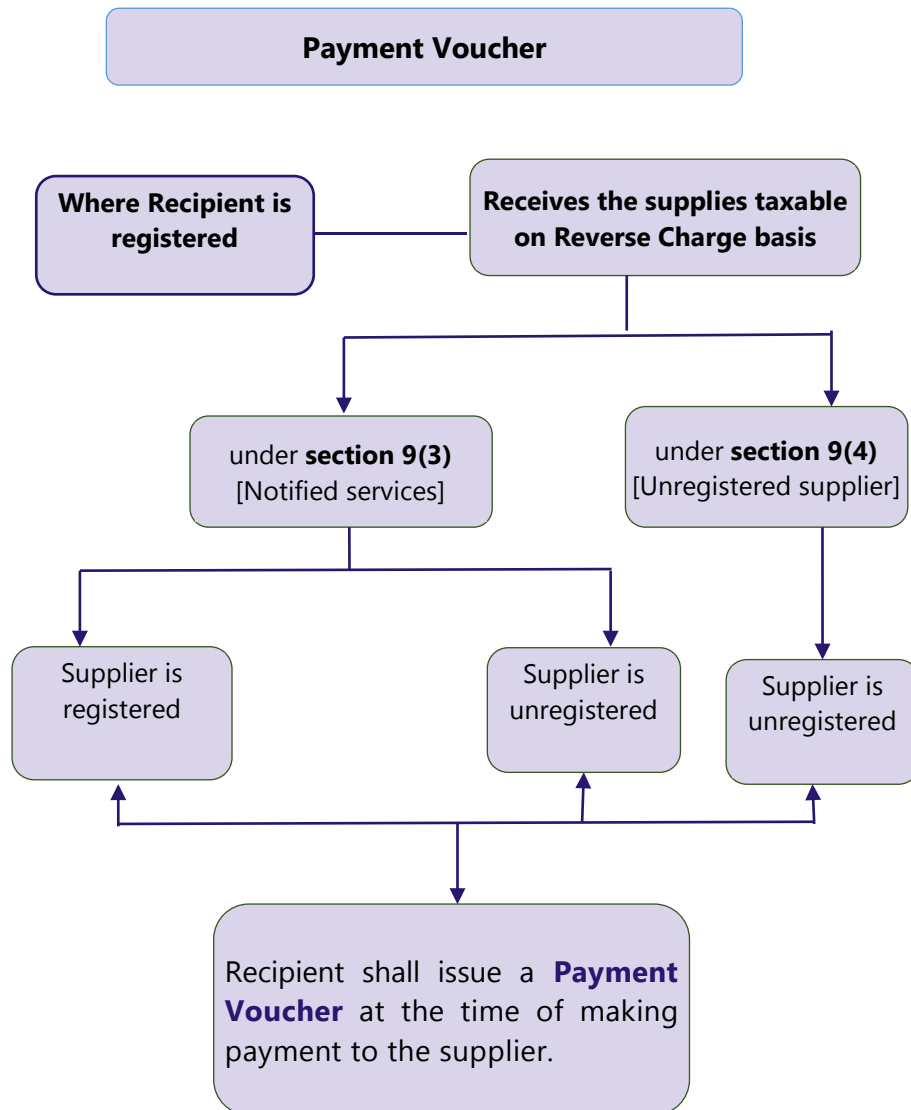 Payment Voucher
Where Recipient is
registered
Receives the supplies taxable
on Reverse Charge basis
under section 9(3)
[Notified services]
under section 9(4)
[Unregistered supplier]
Supplier is
registered
Supplier is
unregistered
Supplier is
unregistered
Recipient shall issue a Payment
Voucher at the time of making
payment to the supplier.